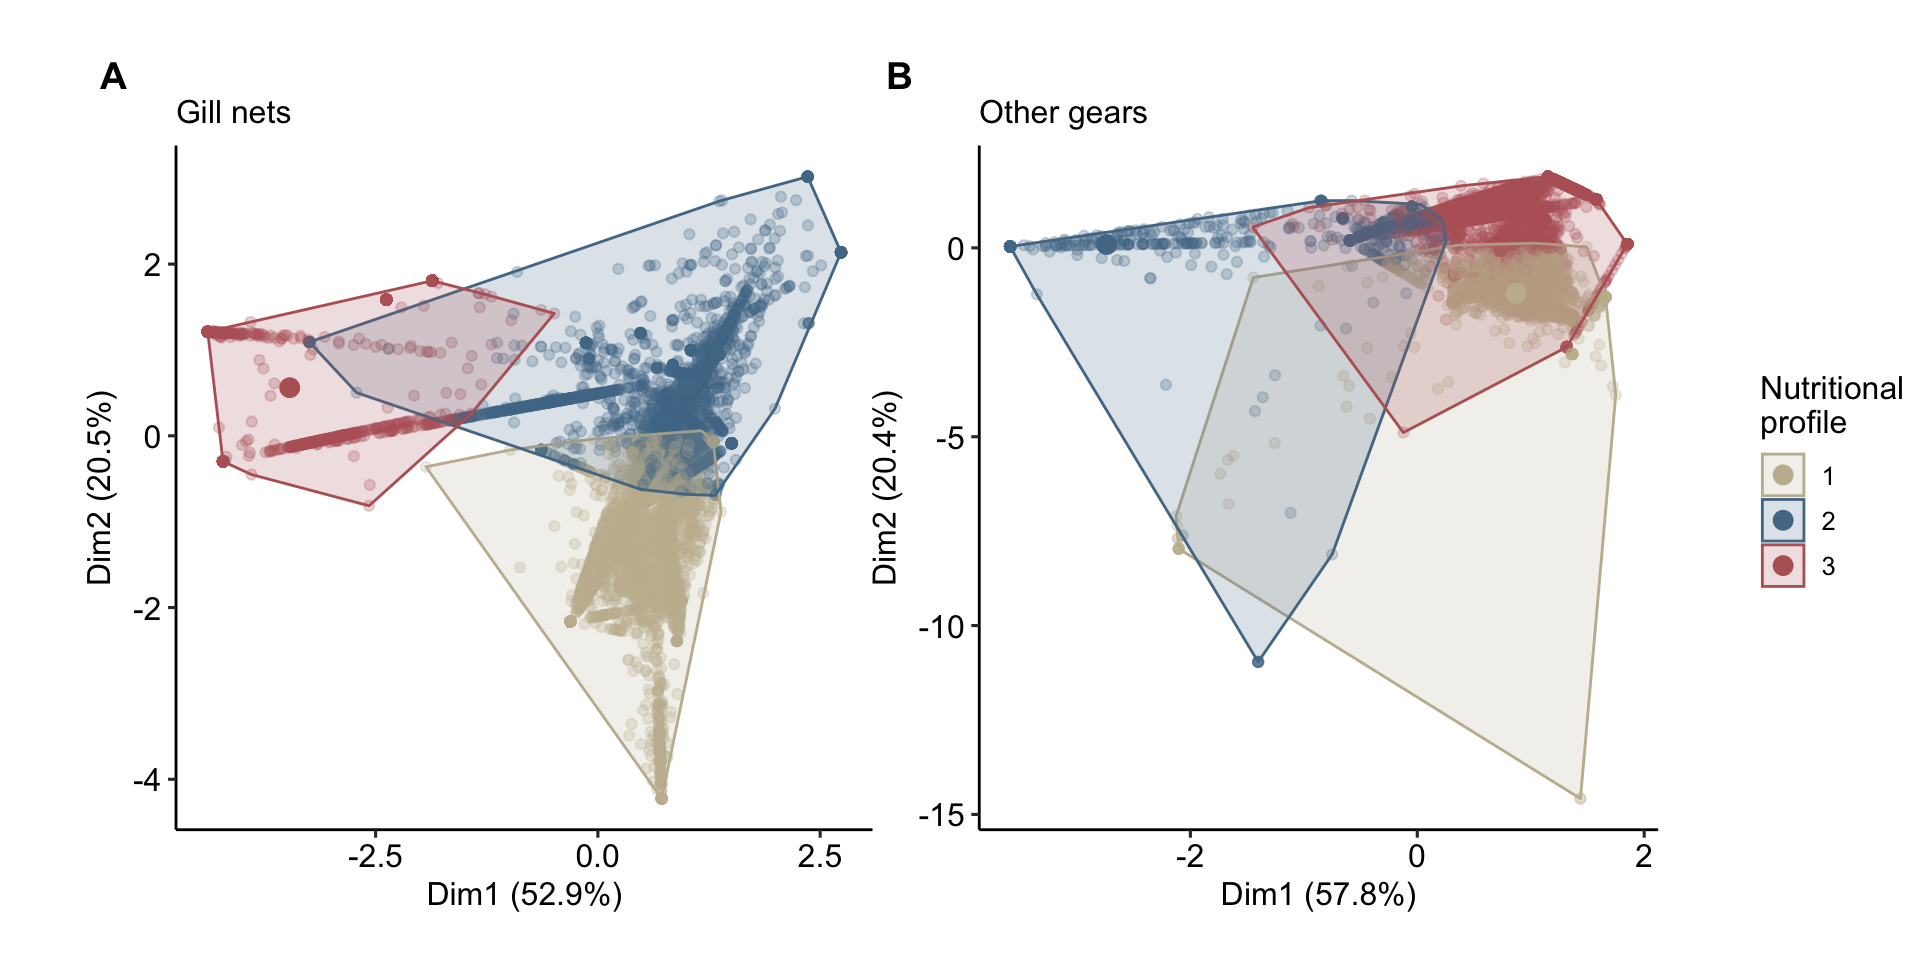 A
Gill nets
2
0
-2
-4
-2.5
0.0
2.5
Dim1 (52.9%)
Dim2 (20.5%)
B
Other gears
0
-5
-10
-15
-2
0
2
Dim1 (57.8%)
Dim2 (20.4%)
Nutritional
profile
1
2
3